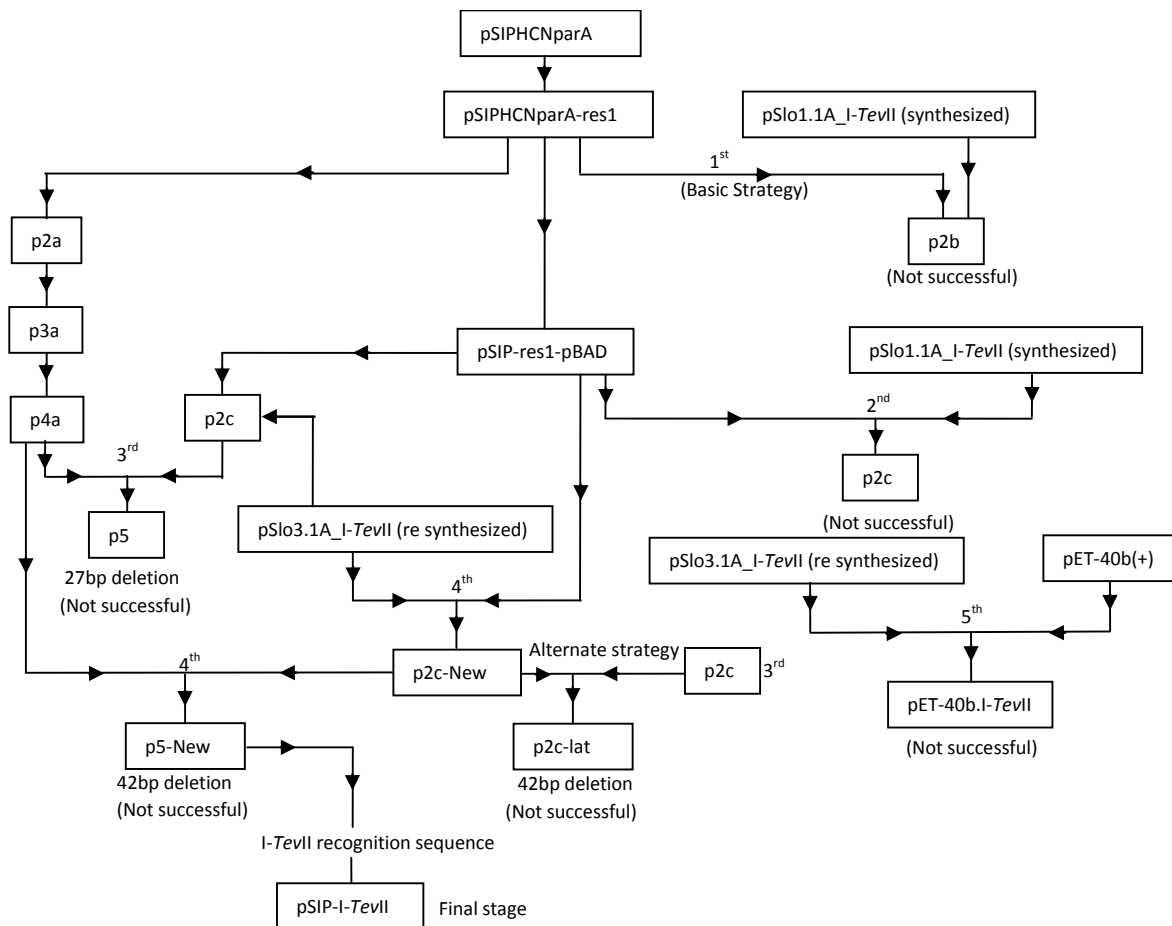 pSIPHCNparA
pSIPHCNparA-res1
pSlo1.1A_I-TevII (synthesized)
1st
(Basic Strategy)
p2a
p2b
(Not successful)
p3a
pSIP-res1-pBAD
pSlo1.1A_I-TevII (synthesized)
p4a
p2c
2nd
3rd
p2c
(Not successful)
p5
27bp deletion
(Not successful)
pSlo3.1A_I-TevII (re synthesized)
pSlo3.1A_I-TevII (re synthesized)
pET-40b(+)
4th
5th
4th
p2c-New
Alternate strategy
p2c
3rd
pET-40b.I-TevII
(Not successful)
p5-New
42bp deletion
(Not successful)
p2c-lat
42bp deletion
(Not successful)
I-TevII recognition sequence
pSIP-I-TevII
Final stage